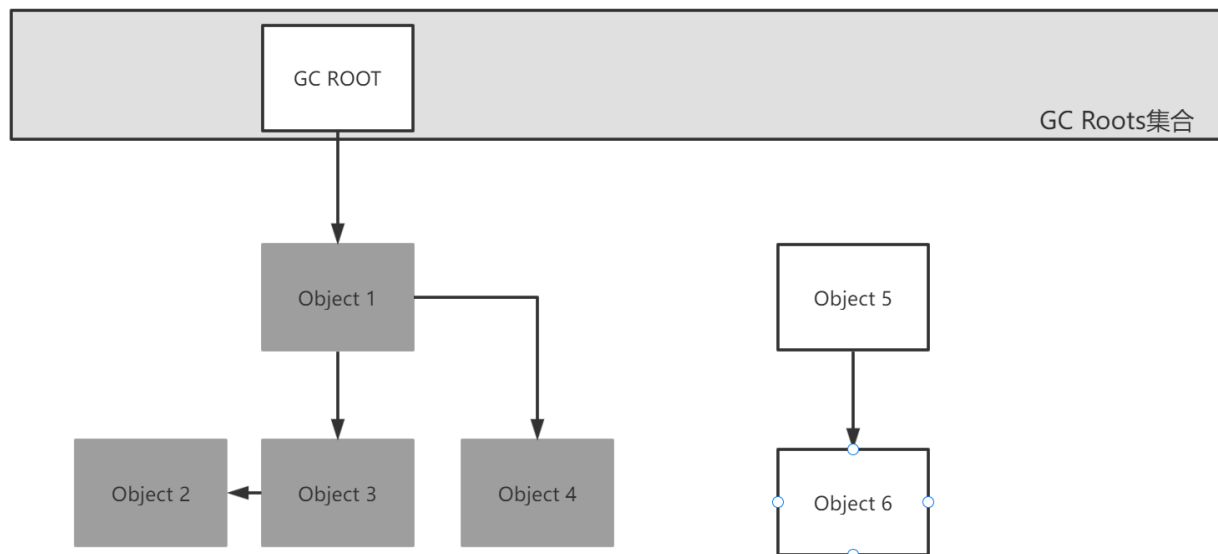 GC ROOT
GC Roots集合
Object 1
Object 5
Object 2
Object 3
Object 4
Object 6